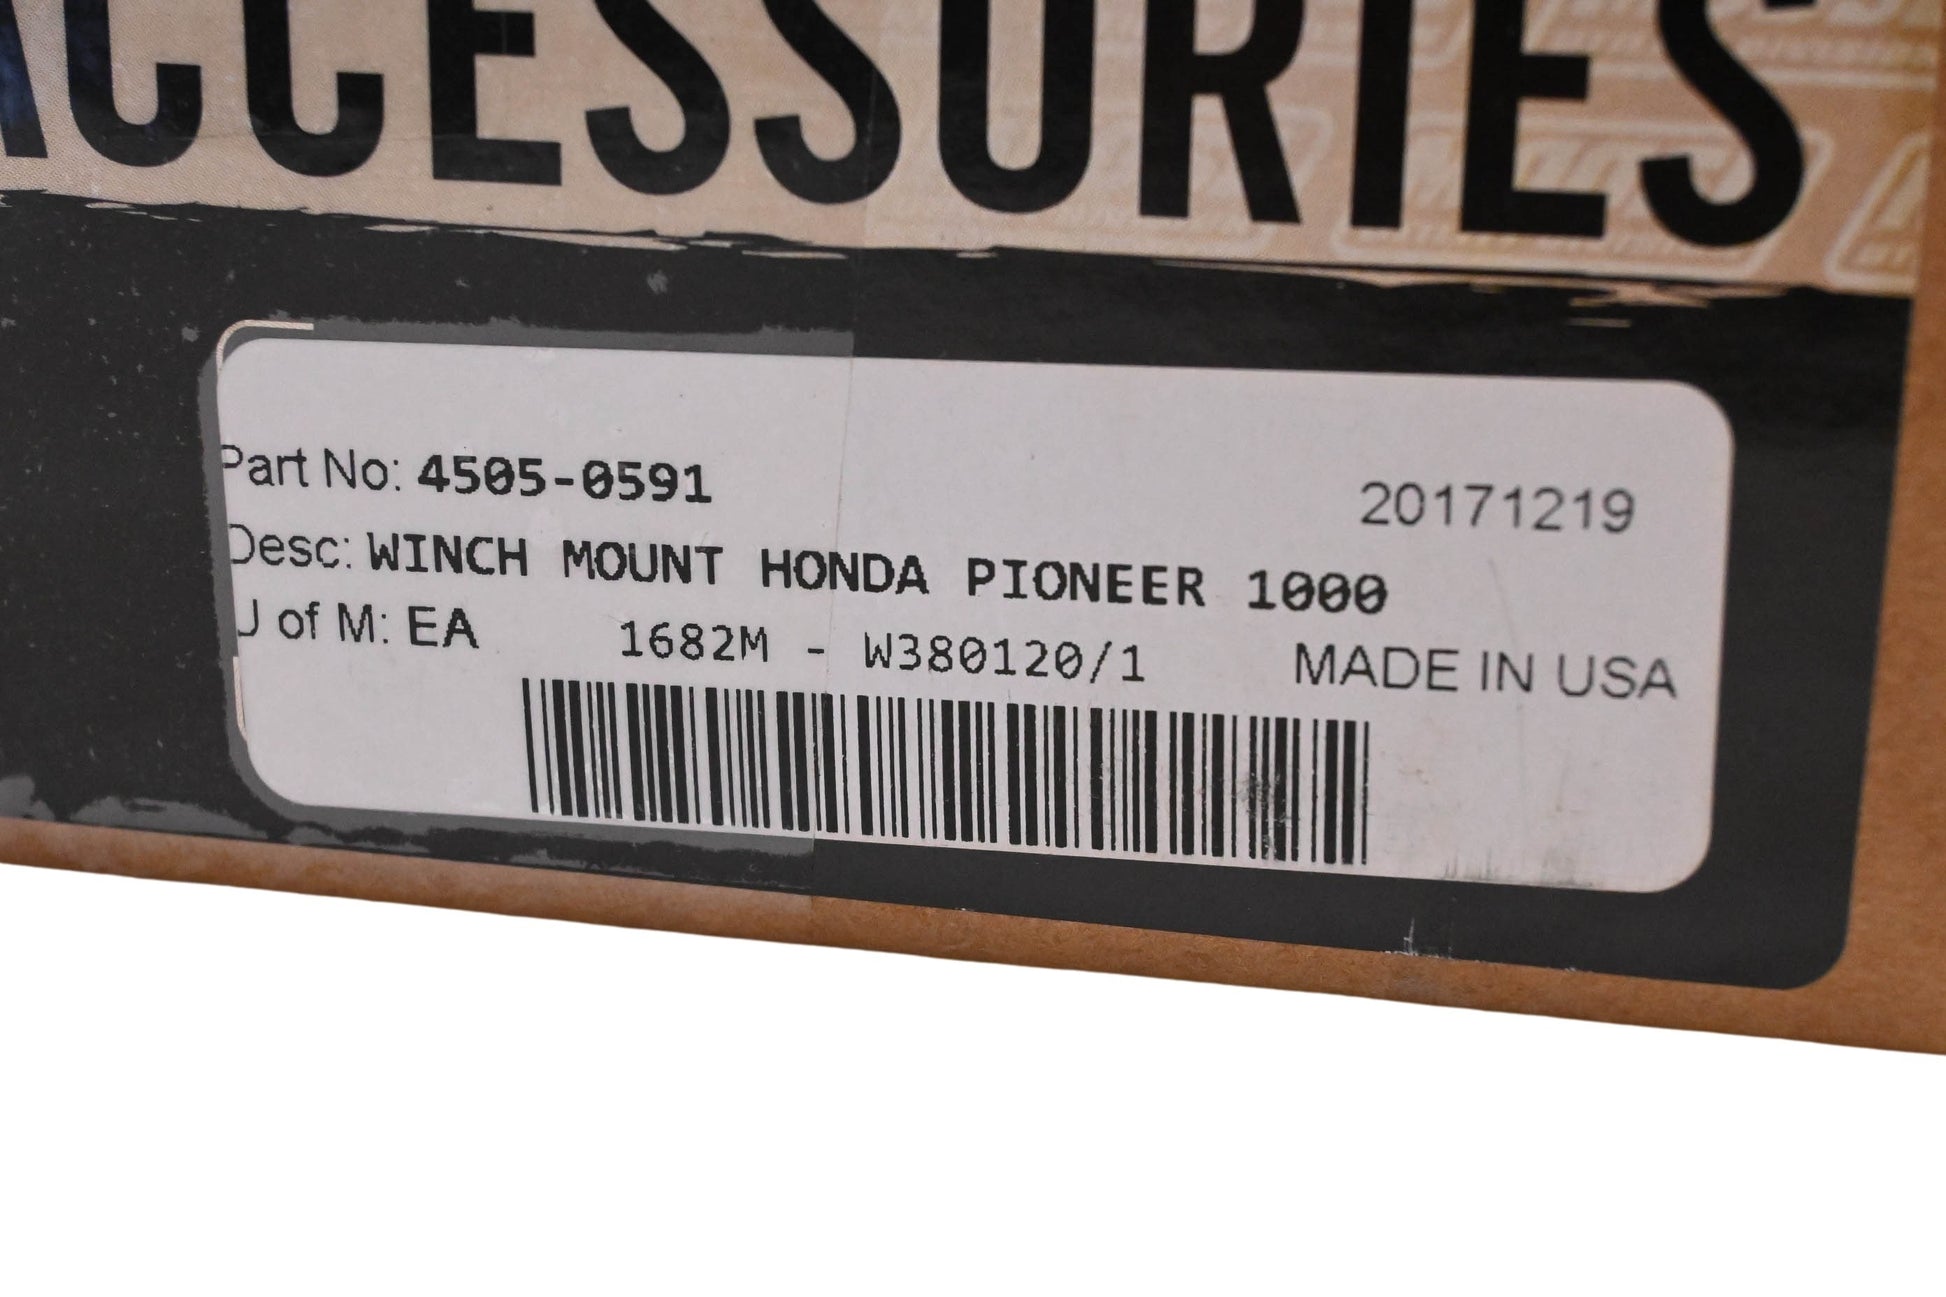 ACCESSORIES
Part No: 4505-0591
20171219
Desc: WINCH MOUNT HONDA PIONEER 1000
U of M: EA 1682M - W380120/1 MADE IN USA